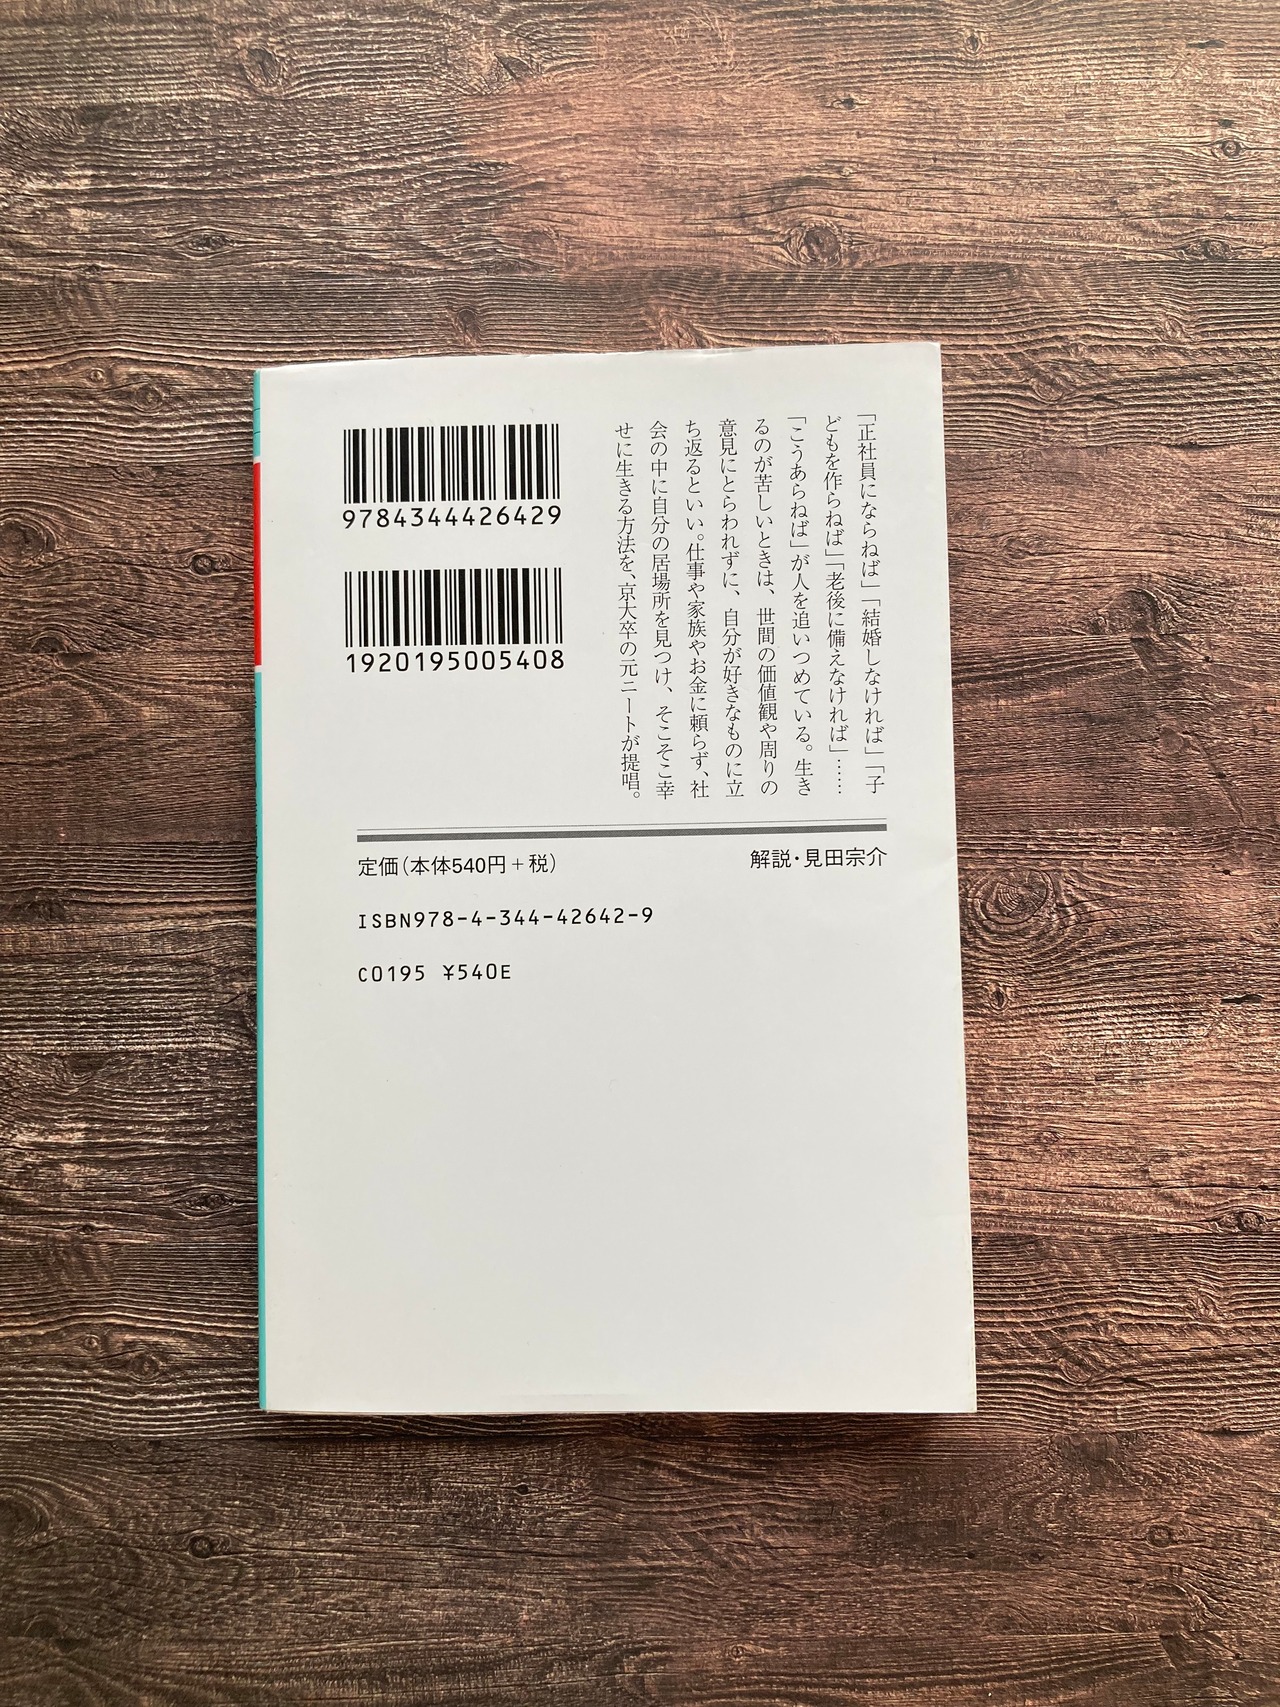 「正社員にならねば」「結婚しなければ」「子
どもを作らねば」「老後に備えなければ」……
「こうあらねば」が人を追いつめている。生き
るのが苦しいときは、世間の価値観や周りの
意見にとらわれずに、自分が好きなものに立
ち返るといい。仕事や家族やお金に頼らず、社
会の中に自分の居場所を見つけ、そこそこ幸
せに生きる方法を、京大卒の元ニートが提唱。
9784344426429
1920195005408
解説・見田宗介
定価(本体540円+税)
ISBN978-4-344-42642-9
C0195 ¥540E